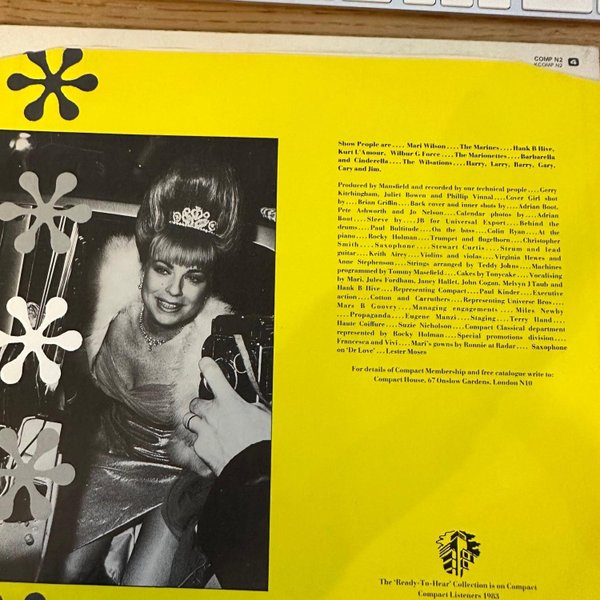 COMP N2 4
KCOMP N2
Show People are.... Mari Wilson.... The Marines.... Hank B Hive,
Kurt L'Amour, Wilbur G Force.... The Marionettes.... Barbarella
and Cinderella.... The Wilsations.... Harry, Larry, Barry, Gary,
Cary and Jim.
Produced by Mansfield and recorded by our technical people.... Gerry
Kitchingham, Juliet Bowen and Phillip Vinnal.... Cover Girl shot
by.... Brian Griffin.... Back cover and inner shots by.... Adrian Boot,
Pete Ashworth and Jo Nelson.... Calendar photos by.... Adrian
Boot.... Sleeve by.... JB for Universal Export.... Behind the
drums.... Paul Bultitude.... On the bass.... Colin Ryan.... At the
piano.... Rocky Holman.... Trumpet and flugelhorn.... Christopher
Smith.... Saxophone.... Stewart Curtis.... Strum and lead
guitar.... Keith Airey.... Violins and violas.... Virginia Hewes and
Anne Stephenson.... Strings arranged by Teddy Johns.... Machines
programmed by Tommy Masefield.... Cakes by Tonycake.... Vocalising
by Mari, Jules Fordham, Janey Hallet, John Cogan, Melvyn J Taub and
Hank B Hive.... Representing Compact.... Paul Kinder.... Executive
action.... Cotton and Carruthers.... Representing Universe Bros....
Mars B Goovey.... Managing engagements.... Miles Newby
.... Propaganda.... Eugene Manzi.... Staging.... Terry Hand....
Haute Coiffure.... Suzie Nicholson.... Compact Classical department
represented by Rocky Holman.... Special promotions division....
Francesca and Vivi.... Mari's gowns by Ronnie at Radar.... Saxophone
on 'Dr Love'... Lester Moses
For details of Compact Membership and free catalogue write to:
Compact House, 67 Onslow Gardens, London N10
The 'Ready-To-Hear' Collection is on Compact
Compact Listeners 1983